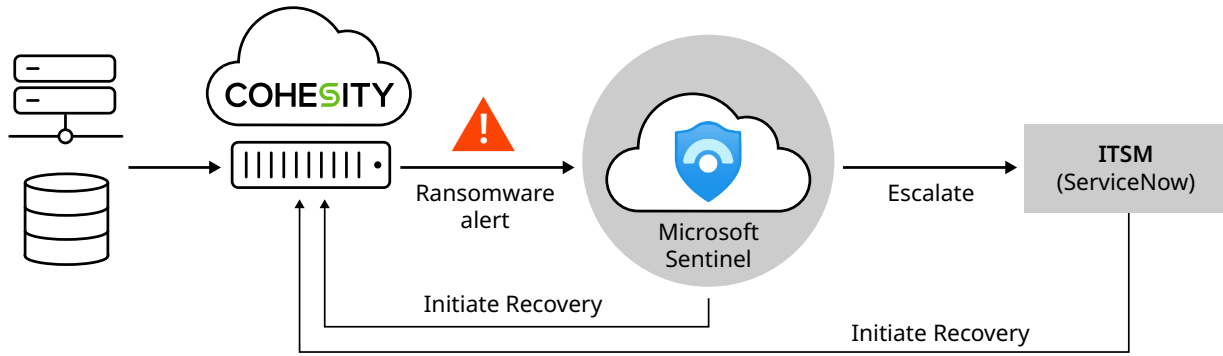 COHESITY
!
Ransomware
alert
Microsoft
Sentinel
Escalate
ITSM
(ServiceNow)
Initiate Recovery
Initiate Recovery